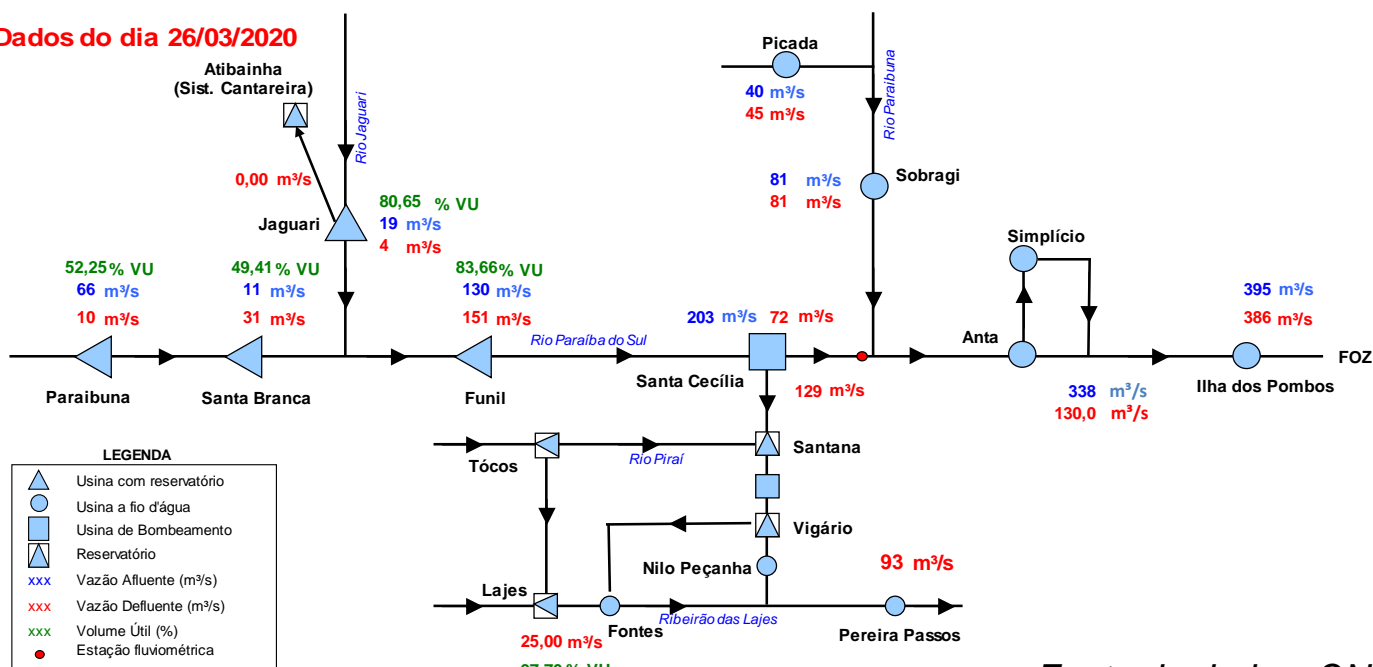 Dados do dia 26/03/2020
Atibainha
(Sist. Cantareira)
Rio Jaguari
0,00 m³/s
Jaguari
80,65 % VU
19 m³/s
4 m³/s
Picada
40 m³/s
45 m³/s
Rio Paraibuna
81 m³/s
81 m³/s
Sobragi
52,25 % VU
66 m³/s
10 m³/s
Paraibuna
49,41 % VU
11 m³/s
31 m³/s
Santa Branca
83,66 % VU
130 m³/s
151 m³/s
Funil
Rio Paraíba do Sul
203 m³/s 72 m³/s
Santa Cecília
129 m³/s
Simplício
Anta
338 m³/s
130,0 m³/s
395 m³/s
386 m³/s
Ilha dos Pombos
FOZ
Tócos
Rio Piraí
Santana
Vigário
Nilo Peçanha
93 m³/s
Lajes
25,00 m³/s
Fontes
Ribeirão das Lajes
Pereira Passos
LEGENDA
Usina com reservatório
Usina a fio d'água
Usina de Bombeamento
Reservatório
xxx Vazão Afluente (m³/s)
xxx Vazão Defluente (m³/s)
xxx Volume Útil (%)
Estação fluviométrica